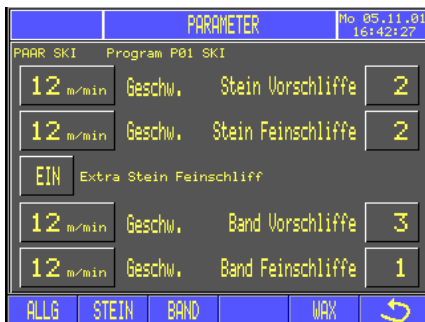 PARAMETER
Mo 05.11.01
16:42:27
PAAR SKI Program P01 SKI
12 m/min Geschw. Stein Vorschliffe 2
12 m/min Geschw. Stein Feinschliffe 2
EIN Extra Stein Feinschliff
12 m/min Geschw. Band Vorschliffe 3
12 m/min Geschw. Band Feinschliffe 1
ALLG STEIN BAND WAX